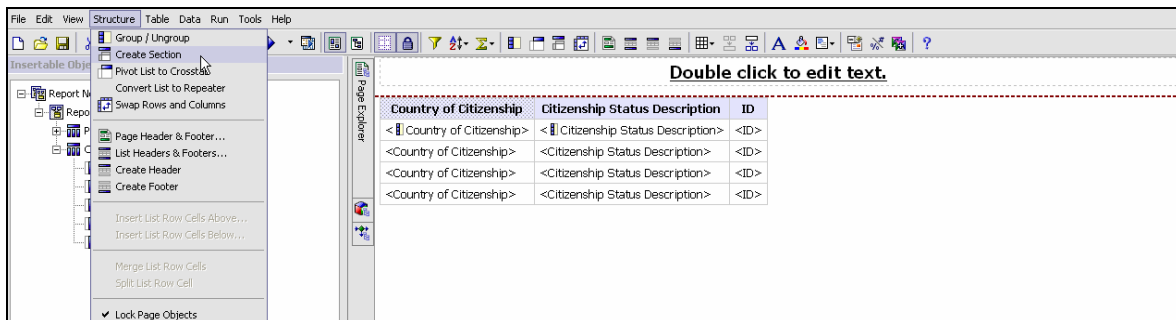 File Edit View Structure Table Data Run Tools Help
Group / Ungroup
Create Section
Pivot List to Crosstab
Convert List to Repeater
Swap Rows and Columns
Page Header & Footer...
List Headers & Footers...
Create Header
Create Footer
Insert List Row Cells Above...
Insert List Row Cells Below...
Merge List Row Cells
Split List Row Cell
Lock Page Objects
Insertable Obje
Report N
Repo
P
C
Page Explorer
Double click to edit text.
Country of Citizenship Citizenship Status Description ID
<Country of Citizenship> <Citizenship Status Description> <ID>
<Country of Citizenship> <Citizenship Status Description> <ID>
<Country of Citizenship> <Citizenship Status Description> <ID>
<Country of Citizenship> <Citizenship Status Description> <ID>